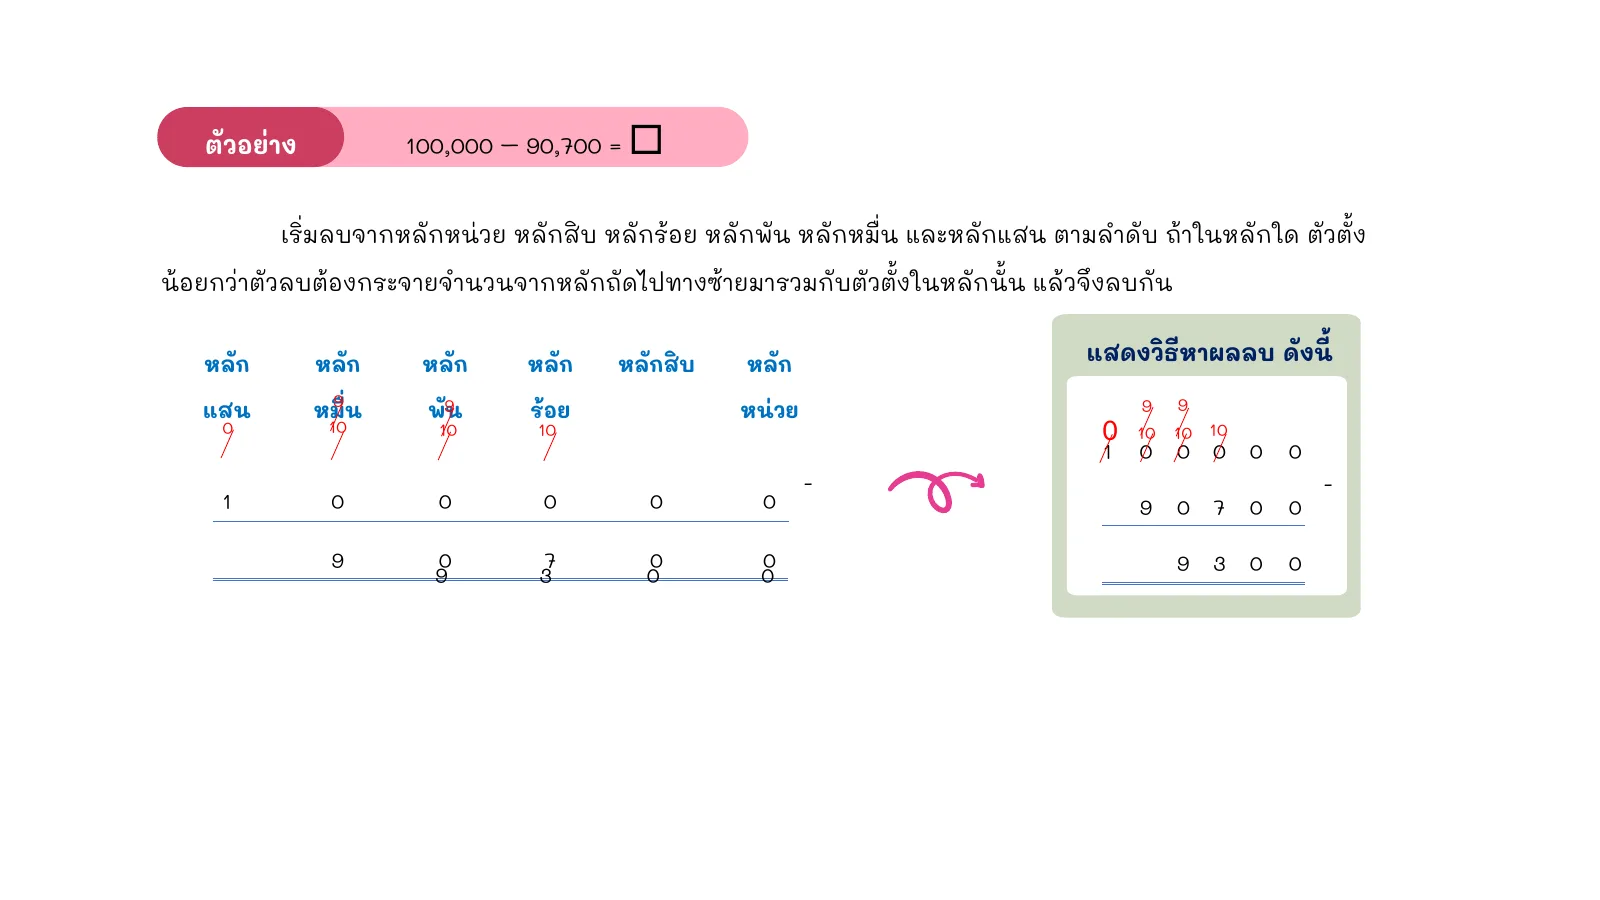 ตัวอย่าง 100,000 – 90,700 = □
เริ่มลบจากหลักหน่วย หลักสิบ หลักร้อย หลักพัน หลักหมื่น และหลักแสน ตามลำดับ ถ้าในหลักใด ตัวตั้ง
น้อยกว่าตัวลบต้องกระจายจำนวนจากหลักถัดไปทางซ้ายมารวมกับตัวตั้งในหลักนั้น แล้วจึงลบกัน
หลัก หลัก หลัก หลัก หลักสิบ หลัก
แสน หมื่น พัน ร้อย หน่วย
9 9
0 10 10 10
-
1 0 0 0 0 0
9 0 7 0 0
9 3 0 0
แสดงวิธีหาผลลบ ดังนี้
9 9
0 10 10 10
1 0 0 0 0 0
-
9 0 7 0 0
9 3 0 0